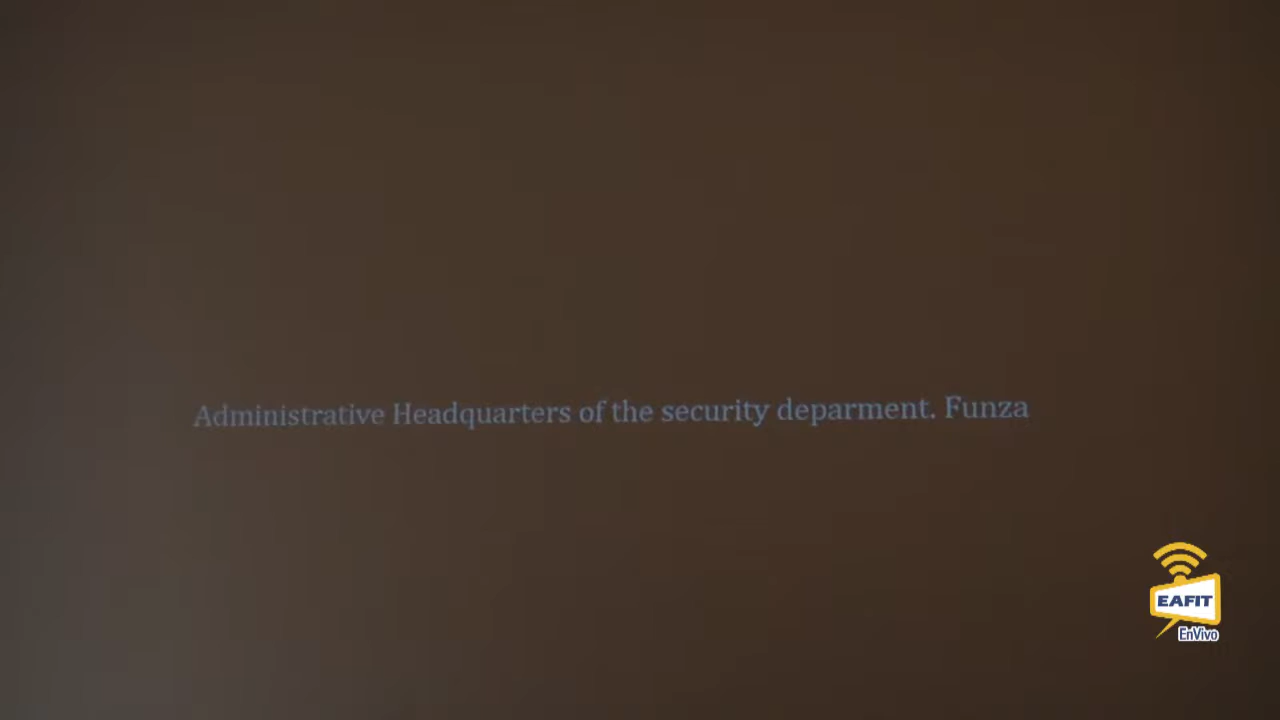 Administrative Headquarters of the security deparment. Funza
EAFIT
EnVivo